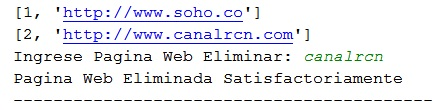 [1, 'http://www.soho.co']
[2, 'http://www.canalrcn.com']
Ingrese Pagina Web Eliminar: canalrcn
Pagina Web Eliminada Satisfactoriamente
------------------------------------------